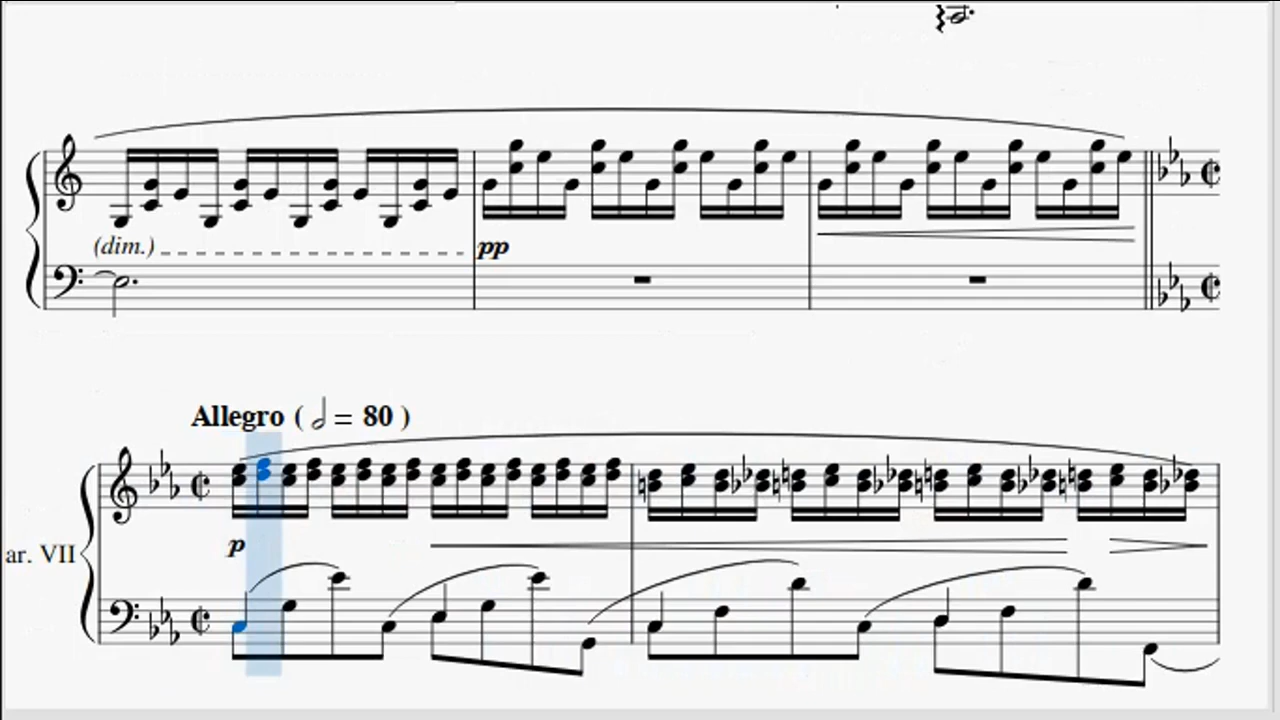 (dim.) pp
Allegro ( 𝅗𝅥 = 80 )
p
ar. VII